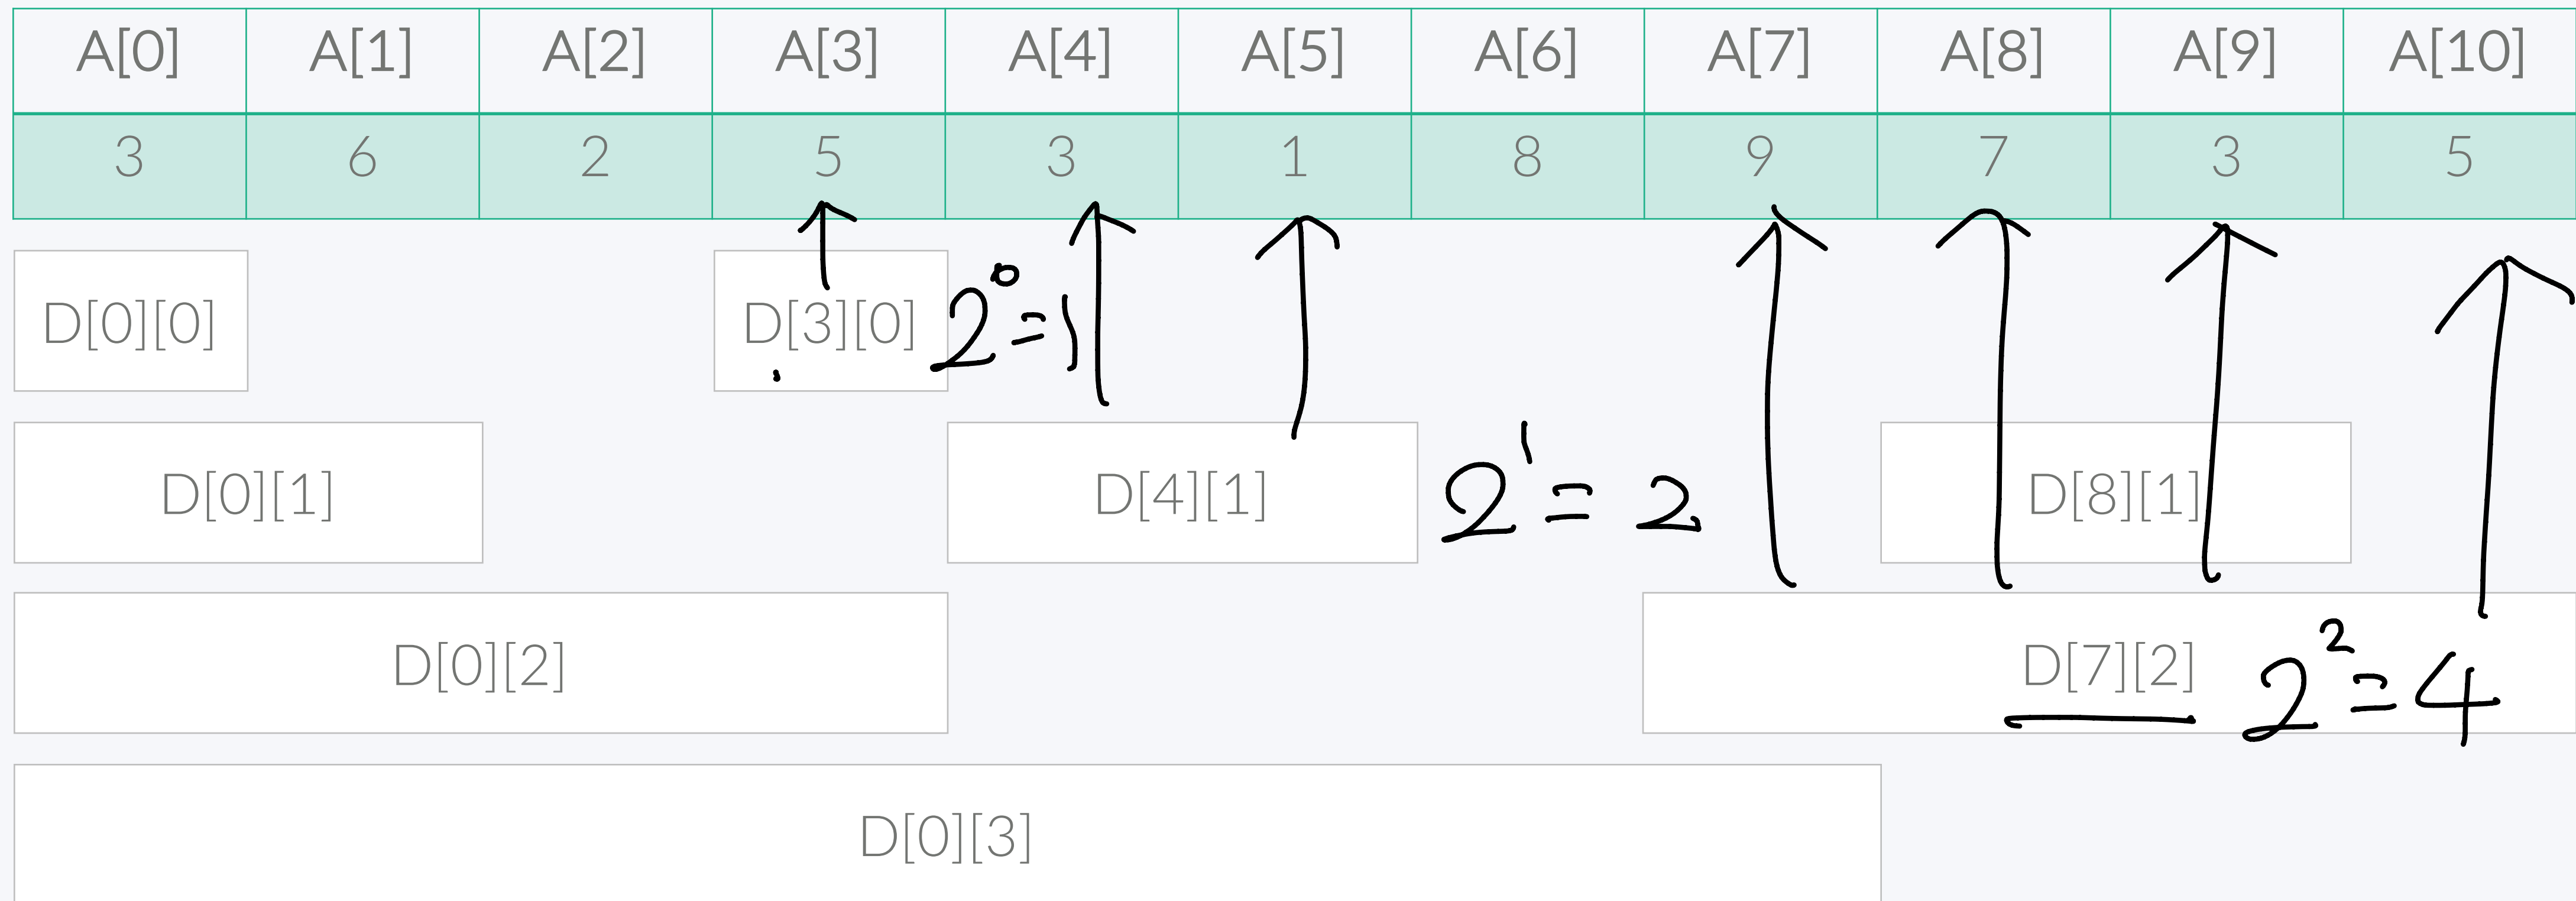 A[0] A[1] A[2] A[3] A[4] A[5] A[6] A[7] A[8] A[9] A[10]
3 6 2 5 3 1 8 9 7 3 5
D[0][0] D[3][0] 2⁰=1
D[0][1] D[4][1] 2¹=2 D[8][1]
D[0][2] D[7][2] 2²=4
D[0][3]